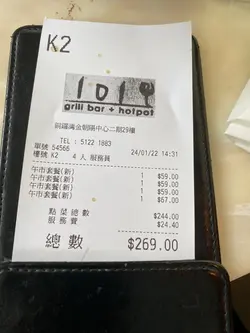 K2
101
grill bar + hotpot
銅鑼灣金朝陽中心二期29樓
TEL : 5122 1883
單號 54566 24/01/22 14:31
檯號 K2 4 人 服務員
午市套餐(新) 1 $59.00
午市套餐(新) 1 $59.00
午市套餐(新) 1 $59.00
午市套餐(新) 1 $67.00
點菜總數 $244.00
服務費 $24.40
總數 $269.00